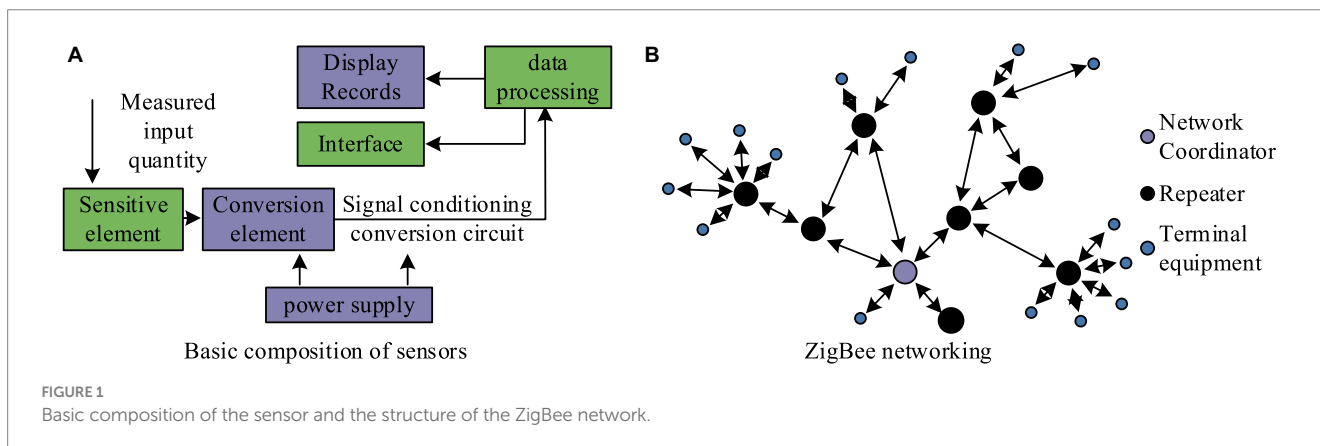 A
Measured
input
quantity
Display
Records
data
processing
Interface
Sensitive
element
Conversion
element
Signal conditioning
conversion circuit
power supply
Basic composition of sensors
B
Network
Coordinator
Repeater
Terminal
equipment
ZigBee networking
FIGURE 1
Basic composition of the sensor and the structure of the ZigBee network.